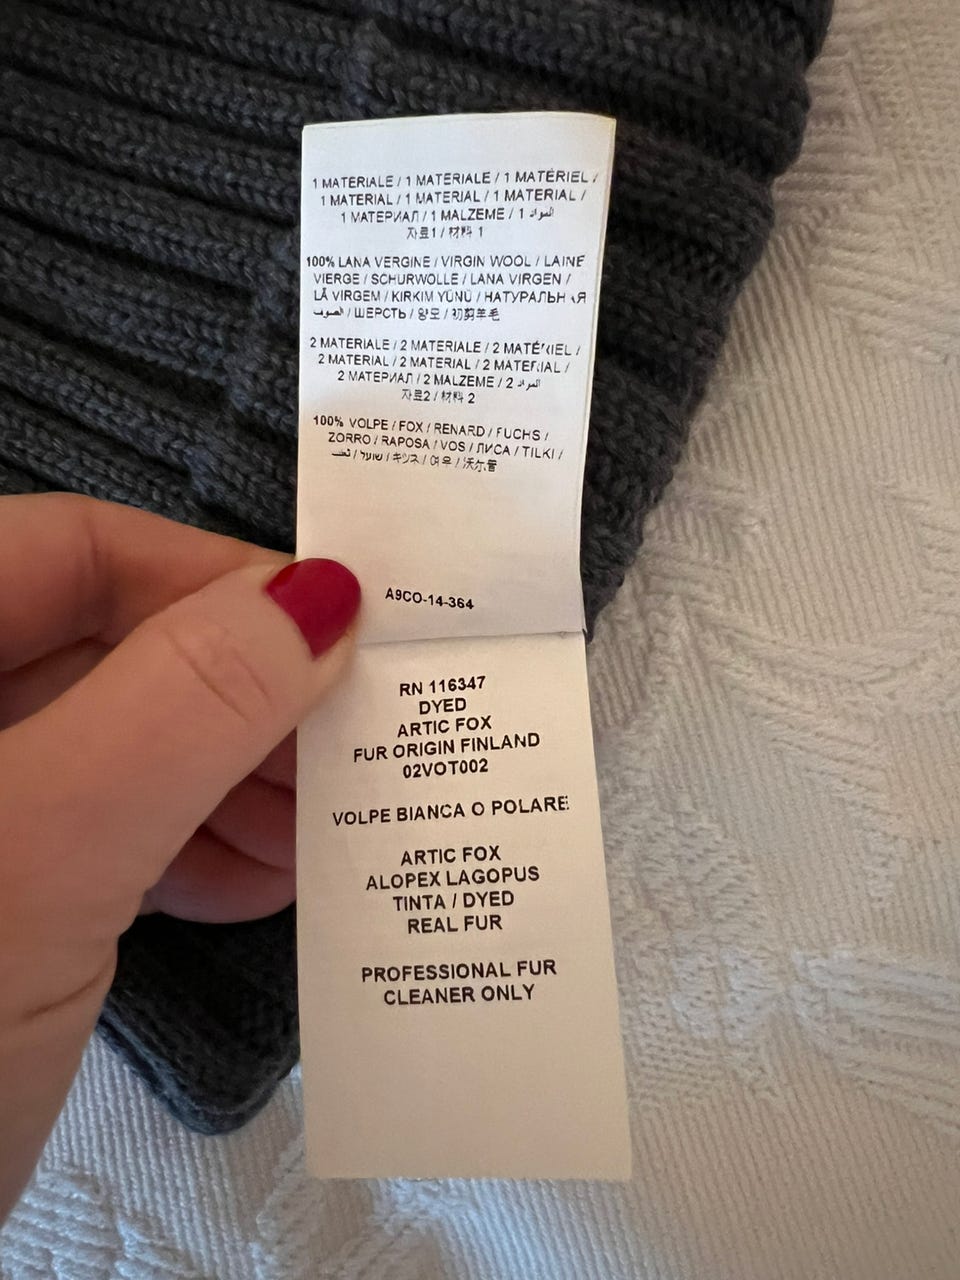 1 MATERIALE / 1 MATERIALE / 1 MATÉRIEL /
1 MATERIAL / 1 MATERIAL / 1 MATERIAL /
1 МАТЕРИАЛ / 1 MALZEME / 1 المواد
자료1 / 材料 1
100% LANA VERGINE / VIRGIN WOOL / LAINE
VIERGE / SCHURWOLLE / LANA VIRGEN /
LÃ VIRGEM / KIRKIM YÜNÜ / НАТУРАЛЬНАЯ
الصوف / ШЕРСТЬ / 양모 / 初剪羊毛
2 MATERIALE / 2 MATERIALE / 2 MATÉRIEL /
2 MATERIAL / 2 MATERIAL / 2 MATERIAL /
2 МАТЕРИАЛ / 2 MALZEME / 2 المواد
자료2 / 材料 2
100% VOLPE / FOX / RENARD / FUCHS /
ZORRO / RAPOSA / VOS / ЛИСА / TILKI /
/ שועל / キツネ / 여우 /
A9CO-14-364
RN 116347
DYED
ARTIC FOX
FUR ORIGIN FINLAND
02VOT002
VOLPE BIANCA O POLARE
ARTIC FOX
ALOPEX LAGOPUS
TINTA / DYED
REAL FUR
PROFESSIONAL FUR
CLEANER ONLY